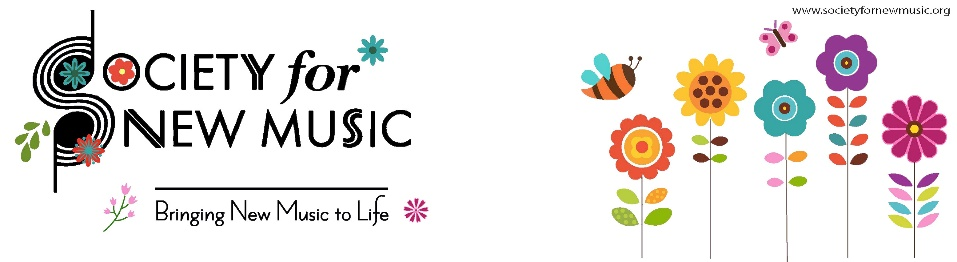 www.societyfornewmusic.org
SOCIETY for
NEW MUSIC
Bringing New Music to Life